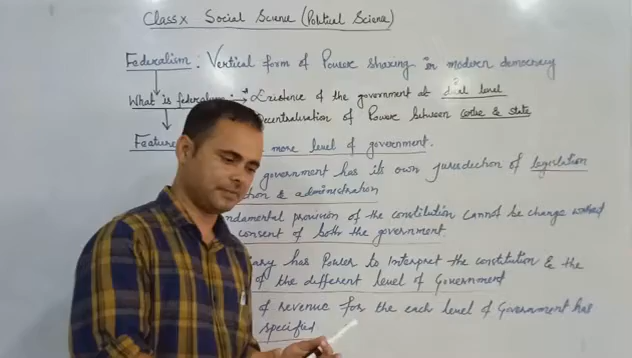 Class x Social Science (Political Science)
Federalism : Vertical form of Power sharing in modern democracy
What is federalism : → Existence of the government at dual level
Decentralisation of Power between centre & state
Feature more level of government.
government has its own jurisdection of legislation
& administration
provision of the constitution cannot be change without
consent of both the government
has Power to Interpret the constitution & the
of the different level of Government
of revenue for the each level of Government has
specified